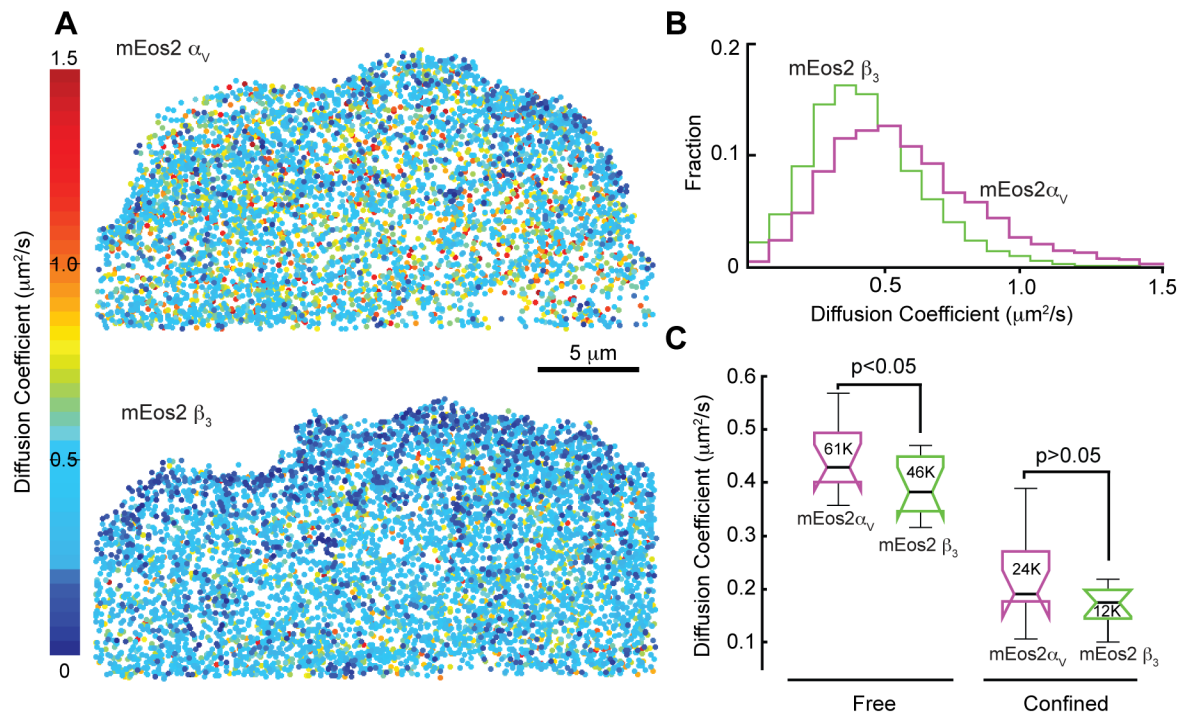 A
mEos2 αV
1.5
1.0
0.5
0
Diffusion Coefficient (μm²/s)
5 μm
mEos2 β3
B
0.2
0.1
0
Fraction
mEos2 β3
mEos2αV
0.5
1.0
1.5
Diffusion Coefficient (μm²/s)
C
0.6
0.5
0.4
0.3
0.2
0.1
Diffusion Coefficient (μm²/s)
p<0.05
61K
46K
mEos2αV
mEos2 β3
p>0.05
24K
12K
mEos2αV
mEos2 β3
Free
Confined